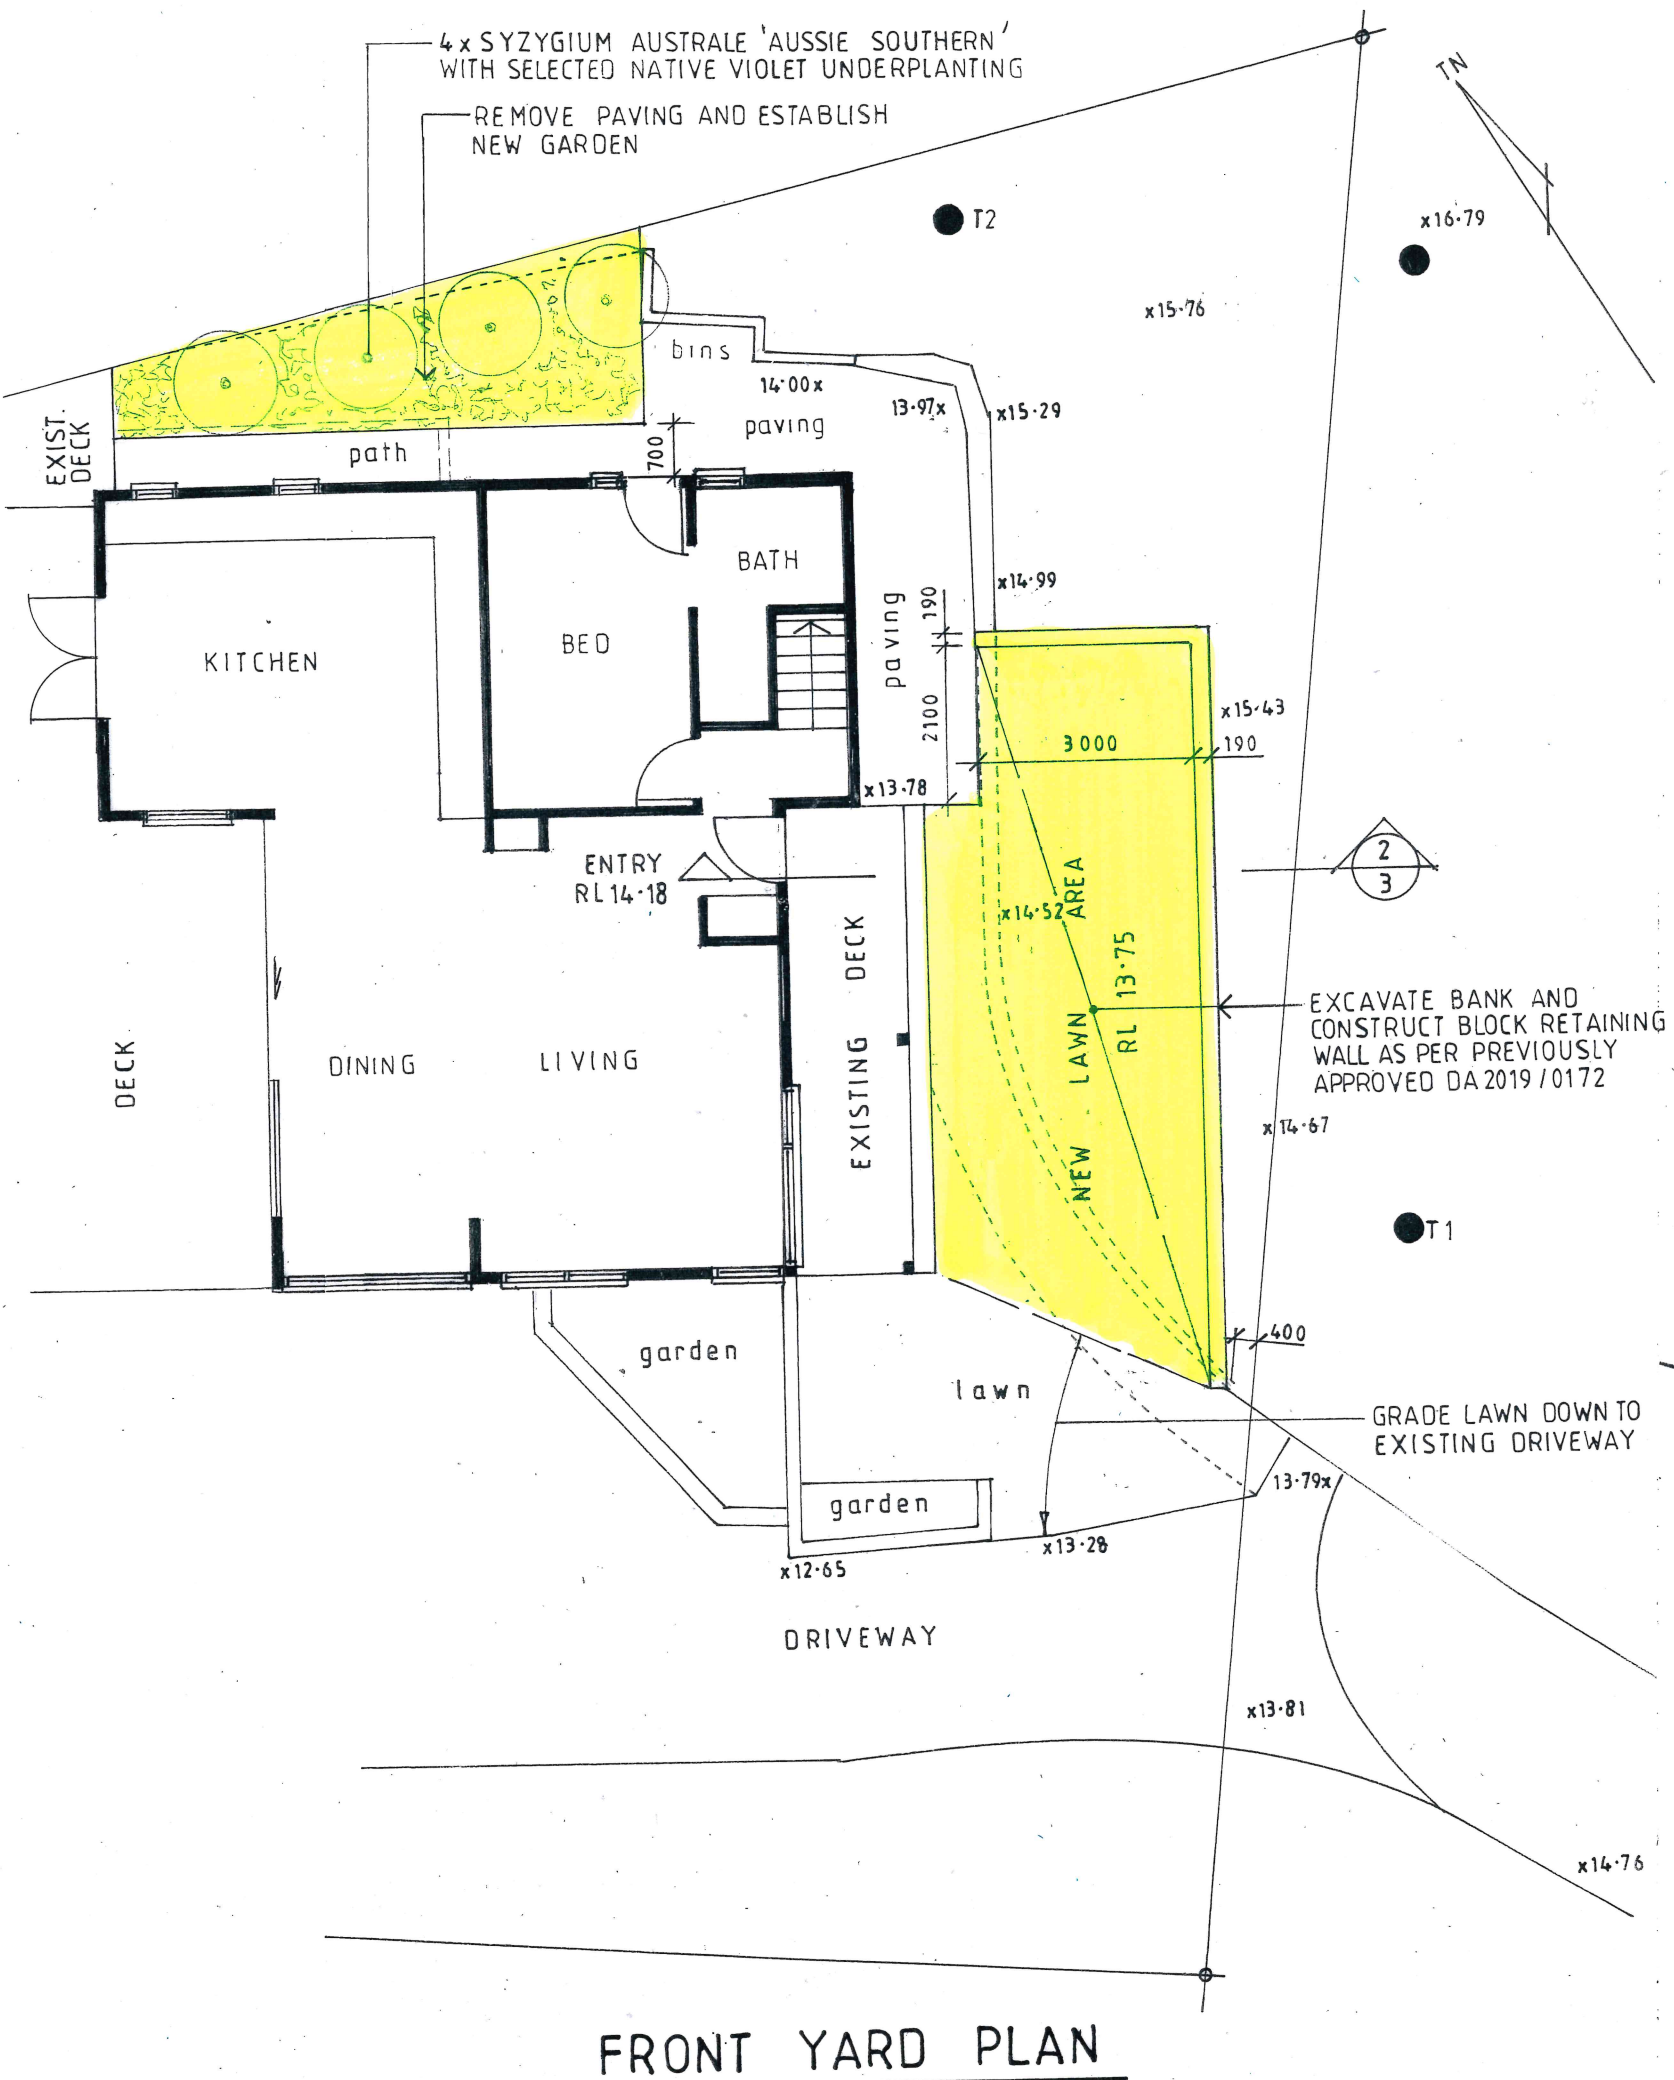 4 x SYZYGIUM AUSTRALE 'AUSSIE SOUTHERN'
WITH SELECTED NATIVE VIOLET UNDERPLANTING
REMOVE PAVING AND ESTABLISH
NEW GARDEN
TN
T2
x16·79
x15·76
bins
14·00x
13·97x
x15·29
paving
EXIST.
DECK
path
700
BATH
x14·99
190
BED
KITCHEN
paving
2100
x15·43
3000
190
x13·78
2
3
ENTRY
RL 14·18
x14·52
NEW LAWN AREA
RL 13·75
EXISTING DECK
EXCAVATE BANK AND
CONSTRUCT BLOCK RETAINING
WALL AS PER PREVIOUSLY
APPROVED DA 2019/0172
DECK
DINING
LIVING
x14·67
T1
400
garden
lawn
GRADE LAWN DOWN TO
EXISTING DRIVEWAY
13·79x
garden
x13·28
x12·65
DRIVEWAY
x13·81
x14·76
FRONT YARD PLAN